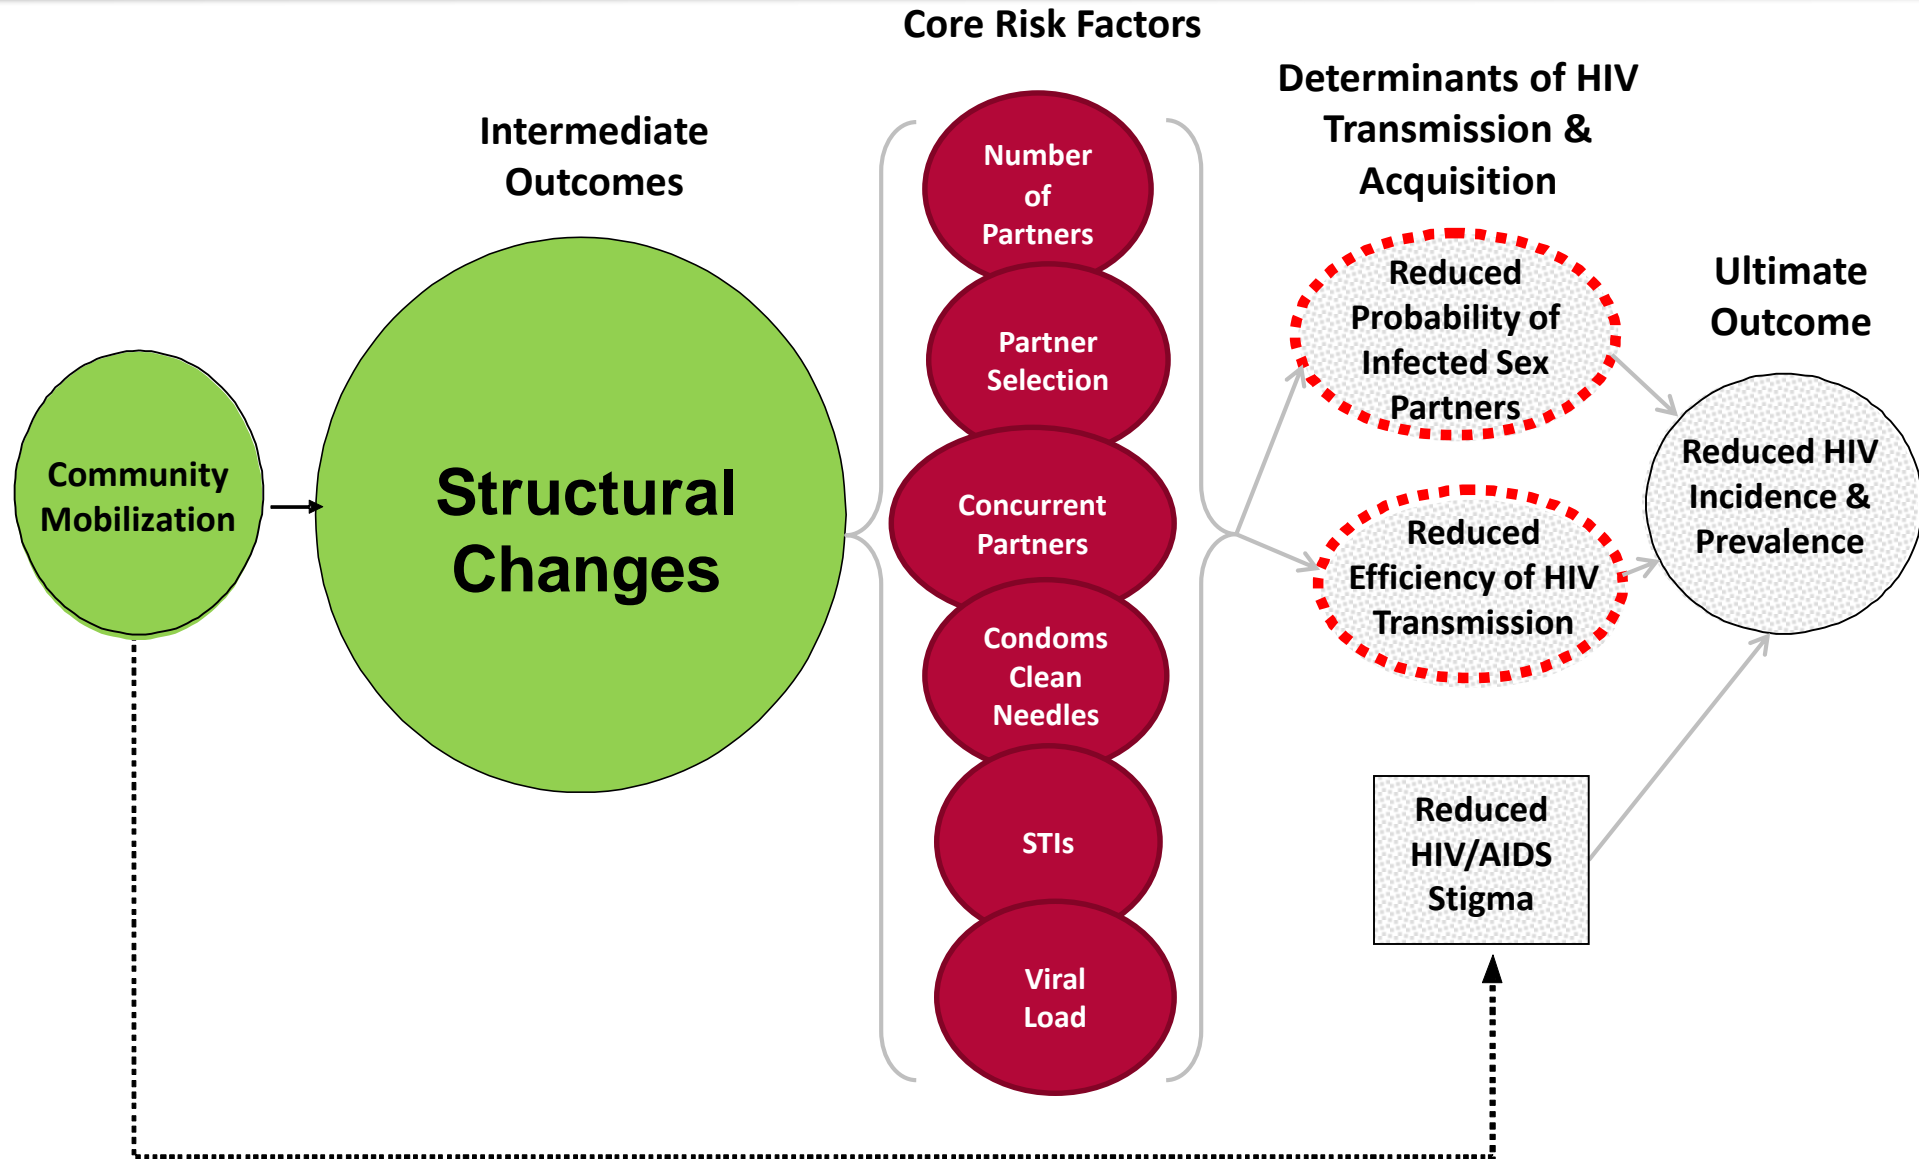 Core Risk Factors
Intermediate
Outcomes
Determinants of HIV
Transmission &
Acquisition
Ultimate
Outcome
Community
Mobilization
Structural
Changes
Number
of
Partners
Partner
Selection
Concurrent
Partners
Condoms
Clean
Needles
STIs
Viral
Load
Reduced
Probability of
Infected Sex
Partners
Reduced
Efficiency of HIV
Transmission
Reduced
HIV/AIDS
Stigma
Reduced HIV
Incidence &
Prevalence